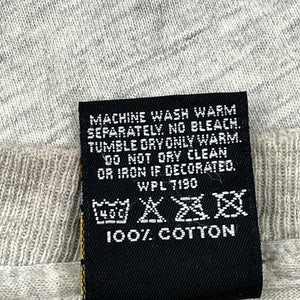 MACHINE WASH WARM
SEPARATELY. NO BLEACH.
TUMBLE DRY ONLY WARM.
DO NOT DRY CLEAN
OR IRON IF DECORATED.
WPL 7190
40°C
100% COTTON